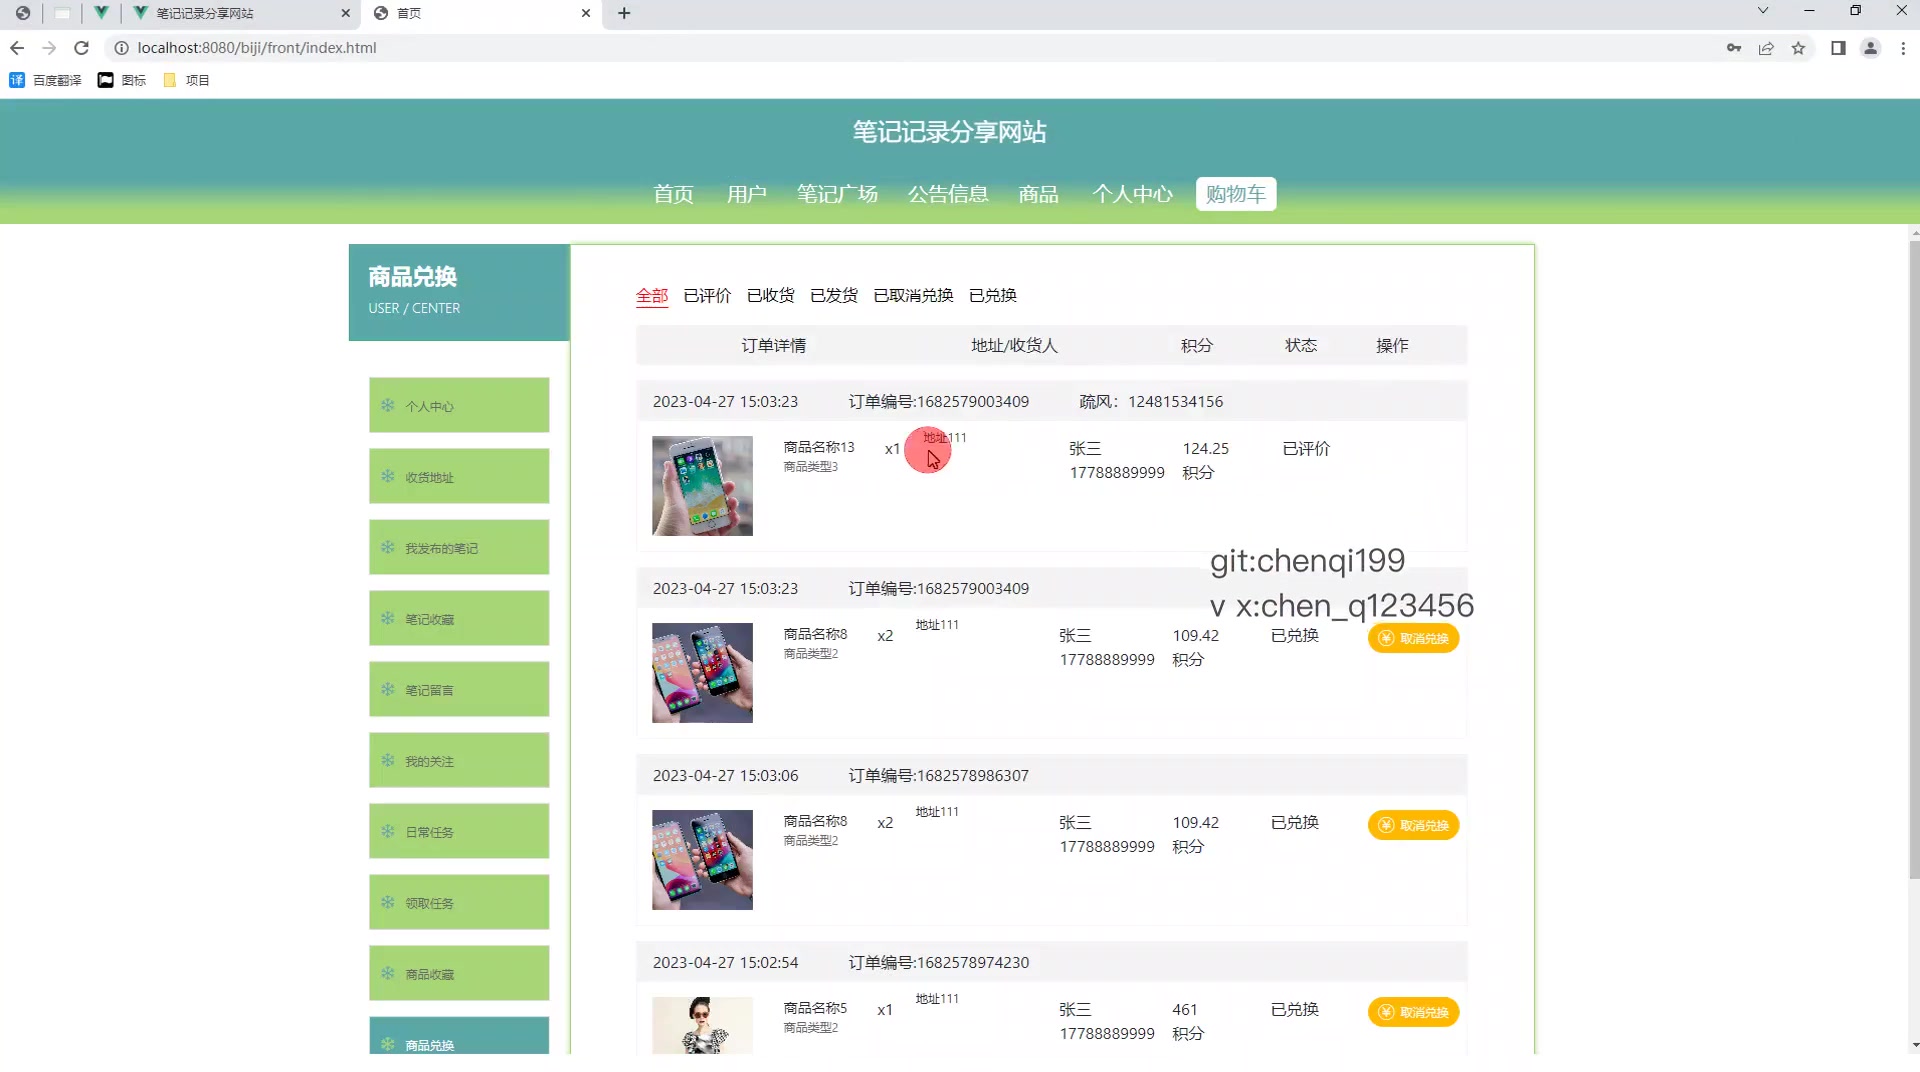 笔记记录分享网站
首页
localhost:8080/biji/front/index.html
百度翻译 图标 项目
笔记记录分享网站
首页 用户 笔记广场 公告信息 商品 个人中心 购物车
商品兑换
USER / CENTER
个人中心
收货地址
我发布的笔记
笔记收藏
笔记留言
我的关注
日常任务
领取任务
商品收藏
商品兑换
全部 已评价 已收货 已发货 已取消兑换 已兑换
订单详情 地址/收货人 积分 状态 操作
2023-04-27 15:03:23 订单编号:1682579003409 疏风：12481534156
商品名称13 x1 地址111 张三 124.25 已评价
商品类型3 17788889999 积分
git:chenqi199
v x:chen_q123456
2023-04-27 15:03:23 订单编号:1682579003409
商品名称8 x2 地址111 张三 109.42 已兑换 取消兑换
商品类型2 17788889999 积分
2023-04-27 15:03:06 订单编号:1682578986307
商品名称8 x2 地址111 张三 109.42 已兑换 取消兑换
商品类型2 17788889999 积分
2023-04-27 15:02:54 订单编号:1682578974230
商品名称5 x1 地址111 张三 461 已兑换 取消兑换
商品类型2 17788889999 积分